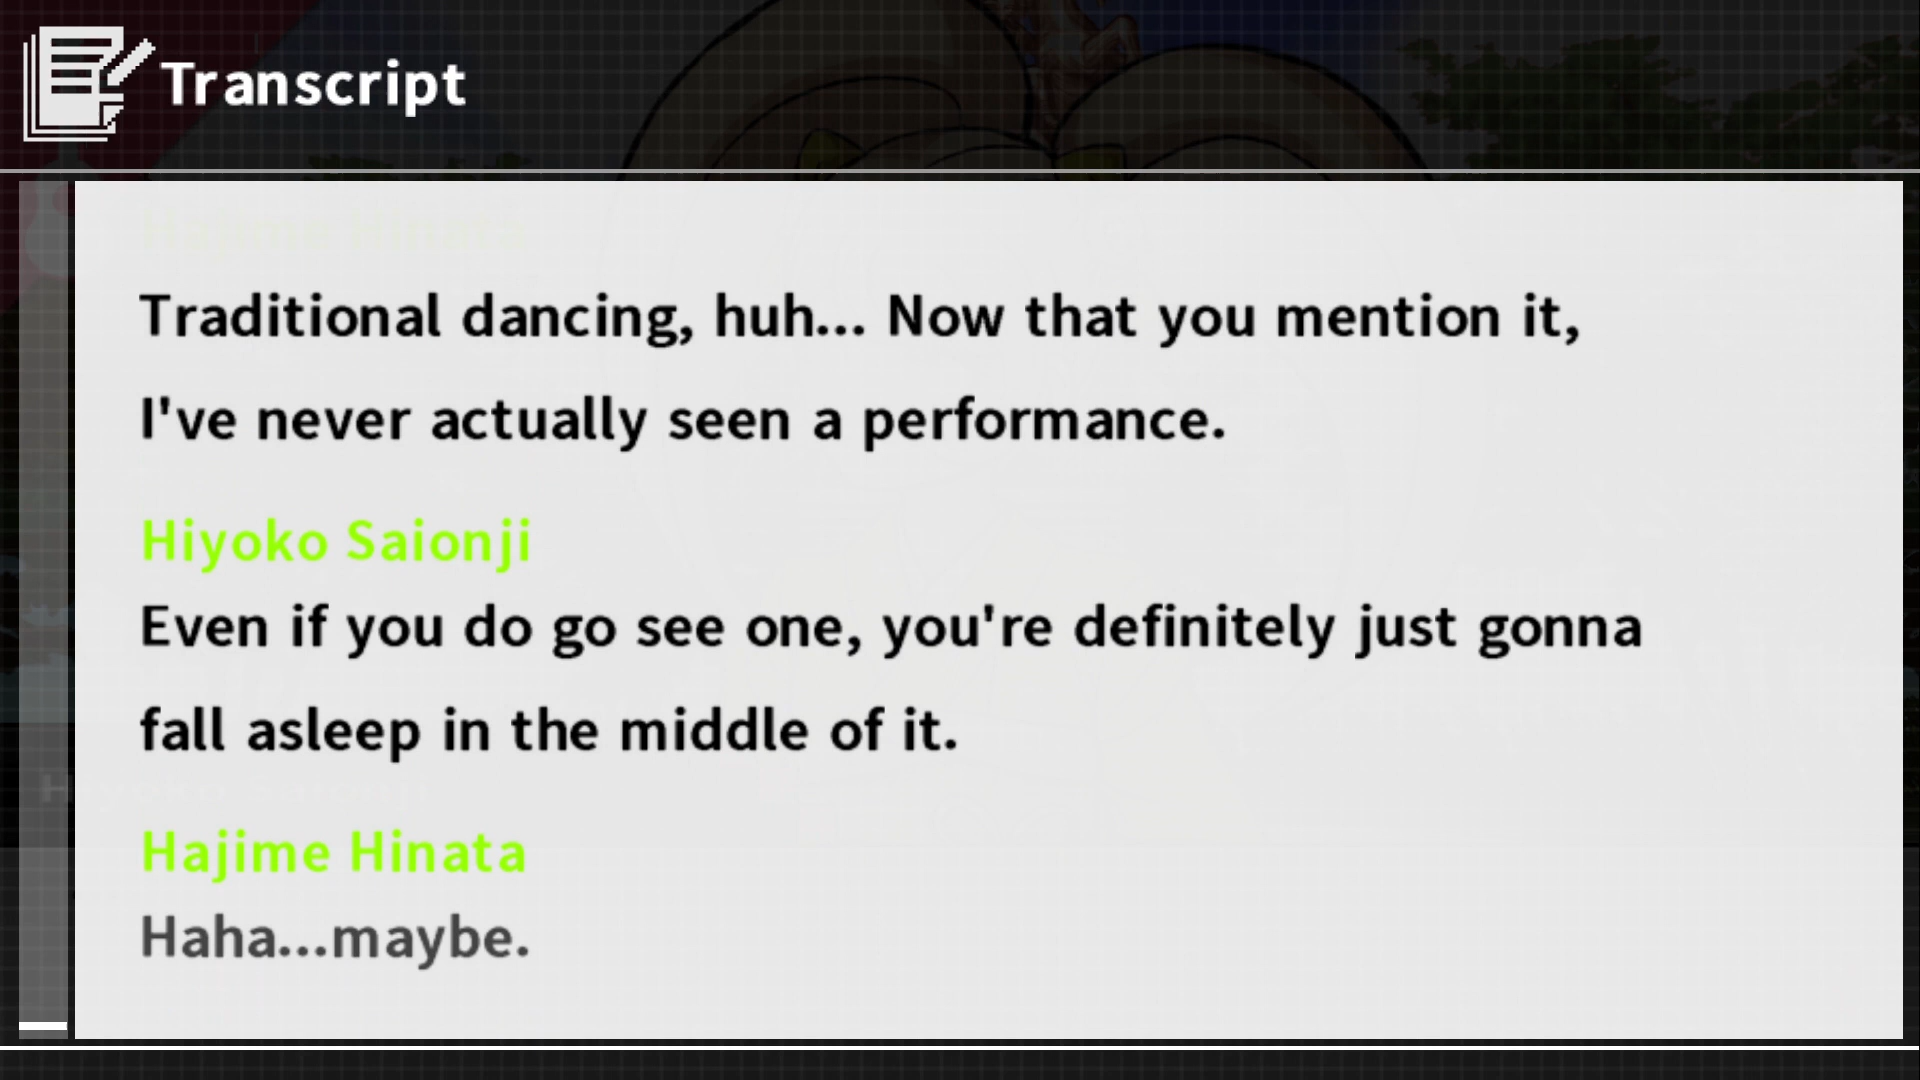 Transcript
Hajime Hinata
Traditional dancing, huh... Now that you mention it,
I've never actually seen a performance.
Hiyoko Saionji
Even if you do go see one, you're definitely just gonna
fall asleep in the middle of it.
Hajime Hinata
Haha...maybe.